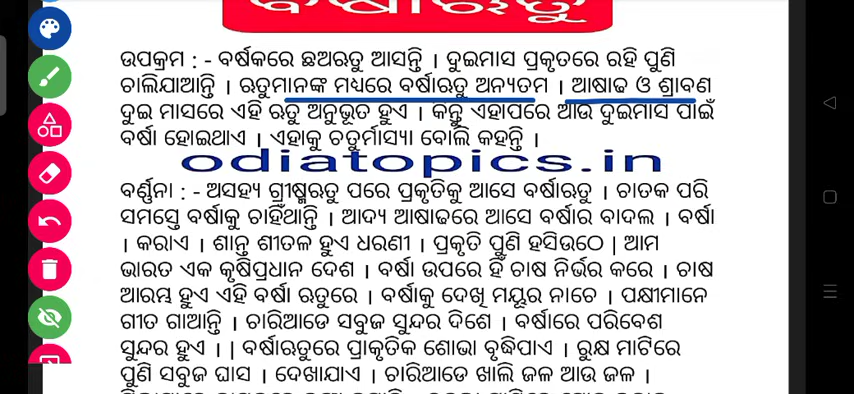 ବର୍ଷାଋତୁ
ଉପକ୍ରମ : - ବର୍ଷକରେ ଛଅଋତୁ ଆସନ୍ତି । ଦୁଇମାସ ପ୍ରକୃତରେ ରହି ପୁଣି
ଚାଲିଯାଆନ୍ତି । ଋତୁମାନଙ୍କ ମଧ୍ୟରେ ବର୍ଷାଋତୁ ଅନ୍ୟତମ । ଆଷାଢ ଓ ଶ୍ରାବଣ
ଦୁଇ ମାସରେ ଏହି ଋତୁ ଅନୁଭୂତ ହୁଏ । କିନ୍ତୁ ଏହାପରେ ଆଉ ଦୁଇମାସ ପାଇଁ
ବର୍ଷା ହୋଇଥାଏ । ଏହାକୁ ଚତୁର୍ମାସ୍ୟା ବୋଲି କହନ୍ତି ।
odiatopics.in
ବର୍ଣ୍ଣନା : - ଅସହ୍ୟ ଗ୍ରୀଷ୍ମଋତୁ ପରେ ପ୍ରକୃତିକୁ ଆସେ ବର୍ଷାଋତୁ । ଚାତକ ପରି
ସମସ୍ତେ ବର୍ଷାକୁ ଚାହିଁଥାନ୍ତି । ଆଦ୍ୟ ଆଷାଢରେ ଆସେ ବର୍ଷାର ବାଦଲ । ବର୍ଷା
। କରାଏ । ଶାନ୍ତ ଶୀତଳ ହୁଏ ଧରଣୀ । ପ୍ରକୃତି ପୁଣି ହସିଉଠେ | ଆମ
ଭାରତ ଏକ କୃଷିପ୍ରଧାନ ଦେଶ । ବର୍ଷା ଉପରେ ହିଁ ଚାଷ ନିର୍ଭର କରେ । ଚାଷ
ଆରମ୍ଭ ହୁଏ ଏହି ବର୍ଷା ଋତୁରେ । ବର୍ଷାକୁ ଦେଖି ମୟୂର ନାଚେ । ପକ୍ଷୀମାନେ
ଗୀତ ଗାଆନ୍ତି । ଚାରିଆଡେ ସବୁଜ ସୁନ୍ଦର ଦିଶେ । ବର୍ଷାରେ ପରିବେଶ
ସୁନ୍ଦର ହୁଏ । | ବର୍ଷାଋତୁରେ ପ୍ରାକୃତିକ ଶୋଭା ବୃଦ୍ଧିପାଏ । ରୁକ୍ଷ ମାଟିରେ
ପୁଣି ସବୁଜ ଘାସ । ଦେଖାଯାଏ । ଚାରିଆଡେ ଖାଲି ଜଳ ଆଉ ଜଳ ।